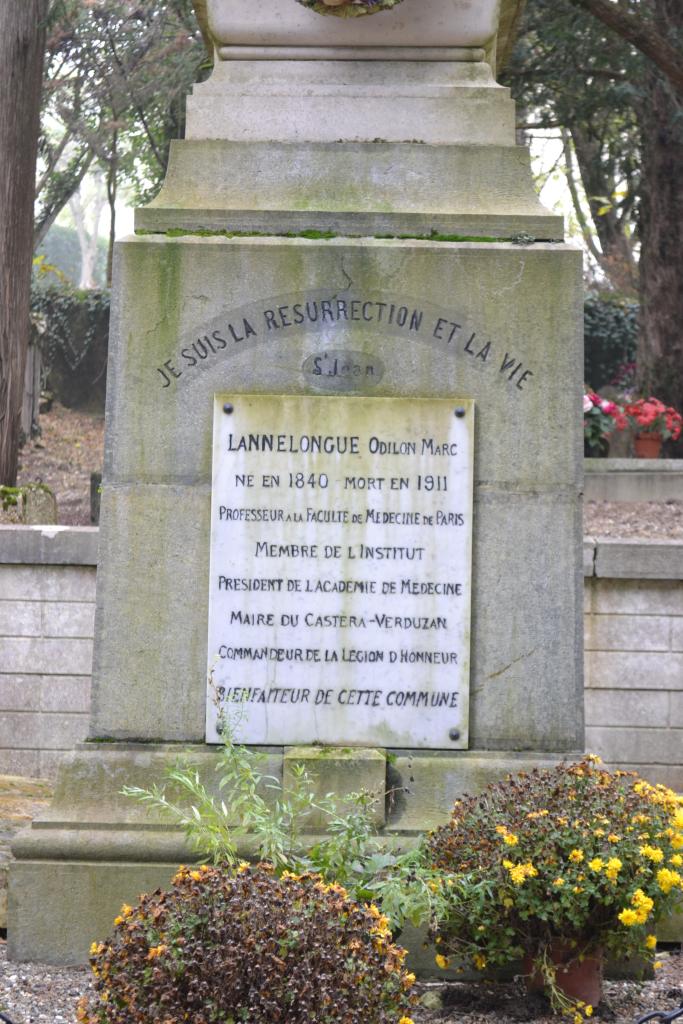 JE SUIS LA RESURRECTION ET LA VIE
St Jean
LANNELONGUE ODILON MARC
NE EN 1840 - MORT EN 1911
PROFESSEUR A LA FACULTE DE MEDECINE DE PARIS
MEMBRE DE L INSTITUT
PRESIDENT DE L ACADEMIE DE MEDECINE
MAIRE DU CASTERA-VERDUZAN
COMMANDEUR DE LA LEGION D HONNEUR
BIENFAITEUR DE CETTE COMMUNE